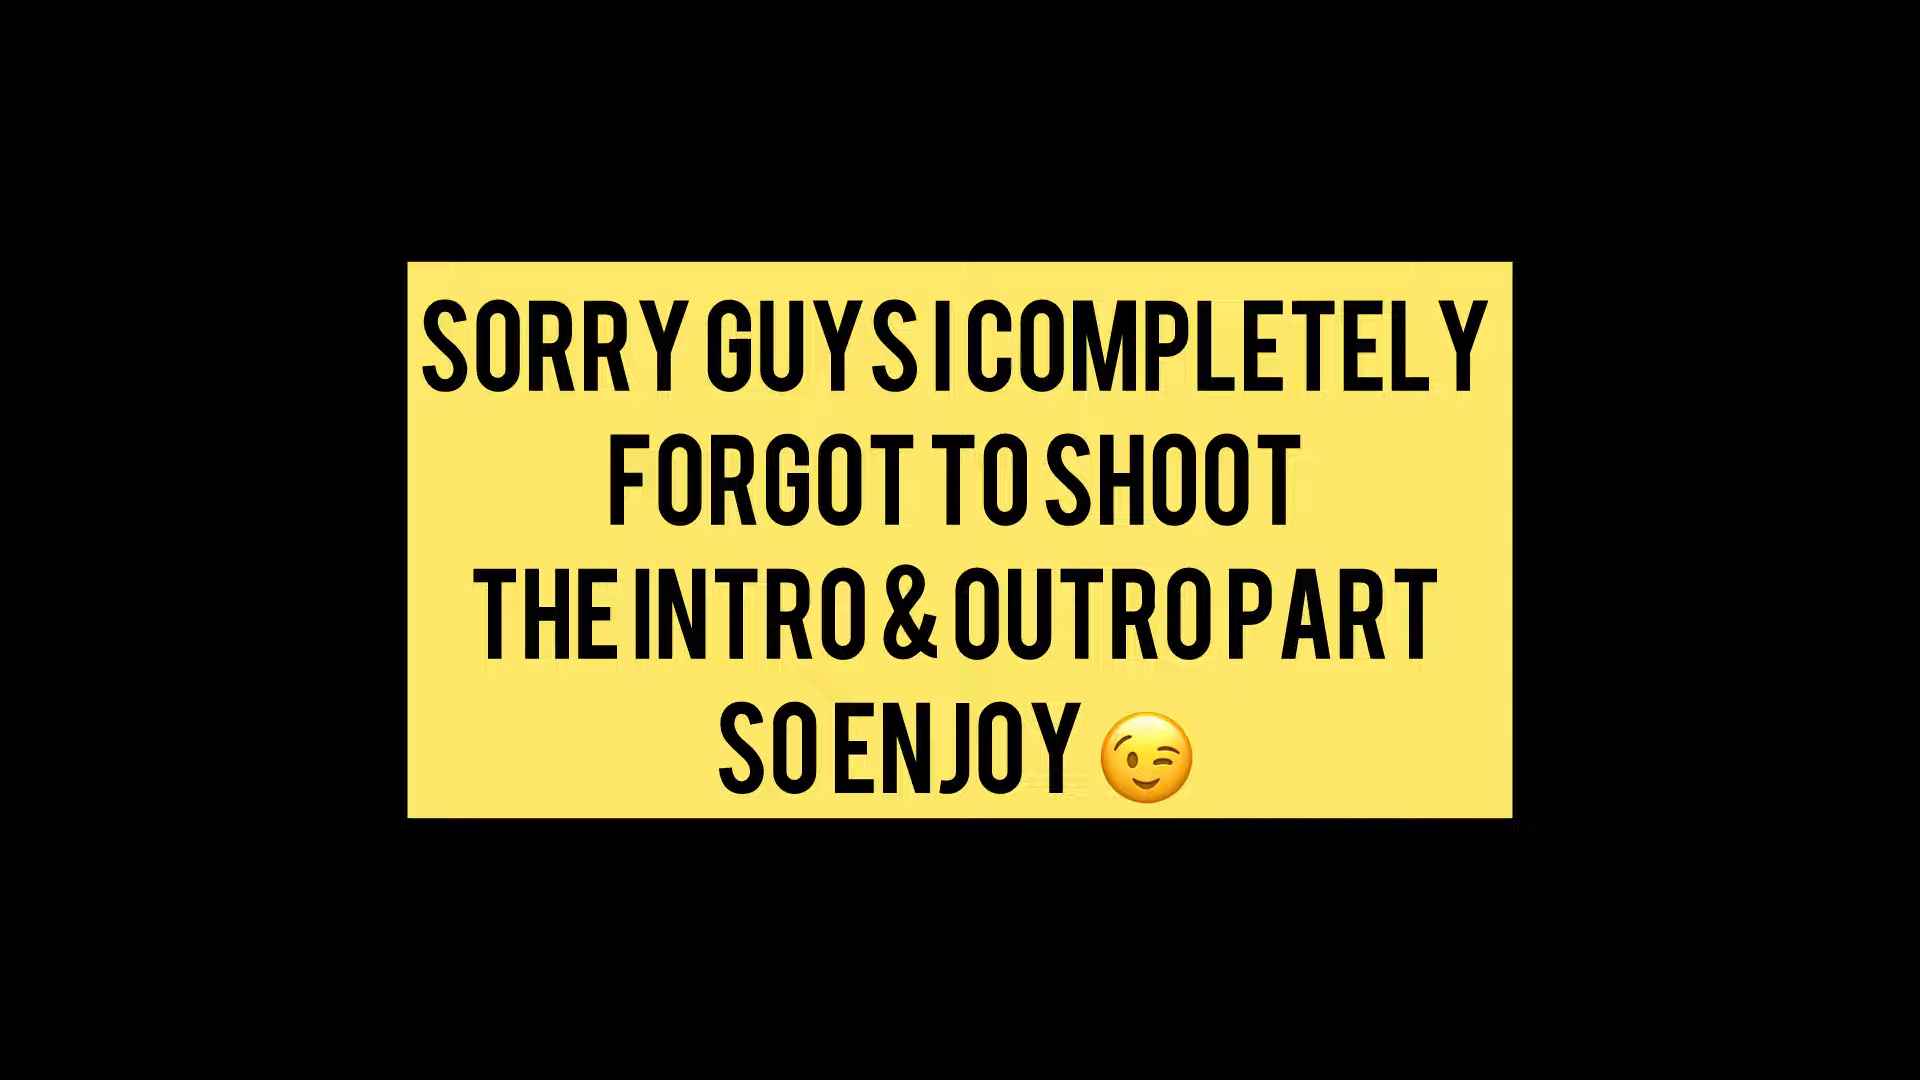 SORRY GUYS I COMPLETELY
FORGOT TO SHOOT
THE INTRO & OUTRO PART
SO ENJOY 😉